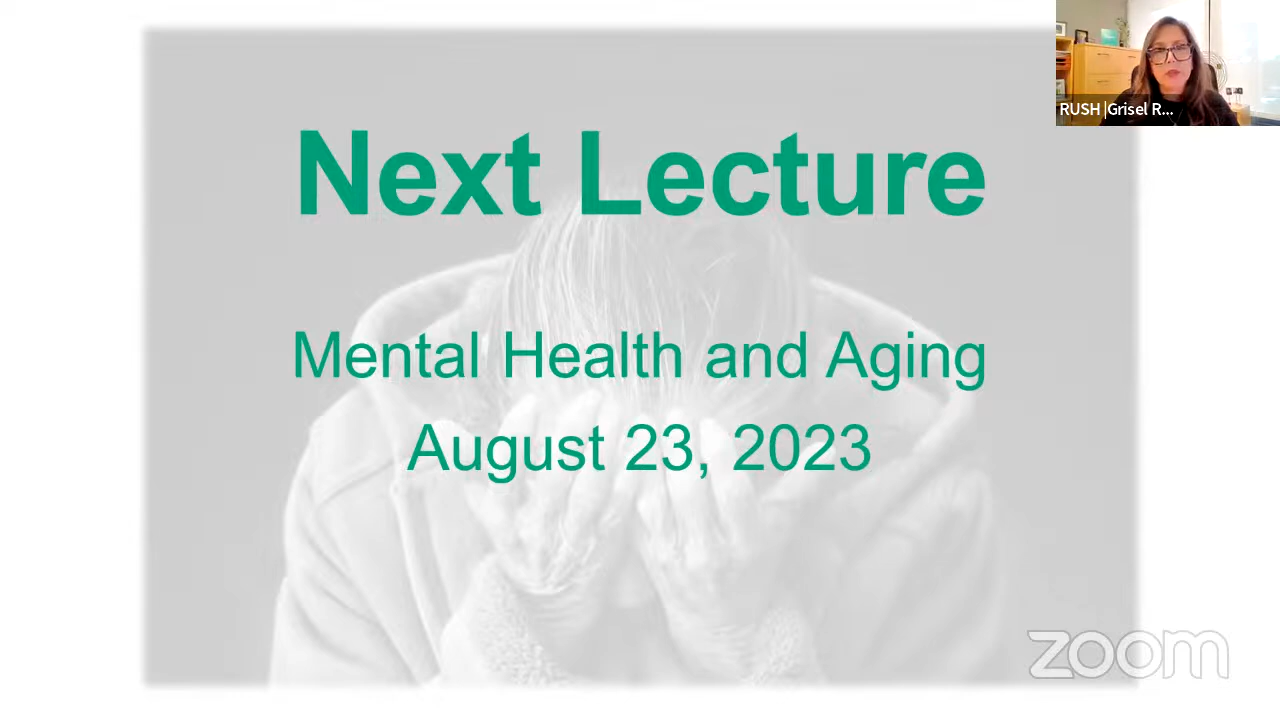 Next Lecture
Mental Health and Aging
August 23, 2023
RUSH |Grisel R...
zoom